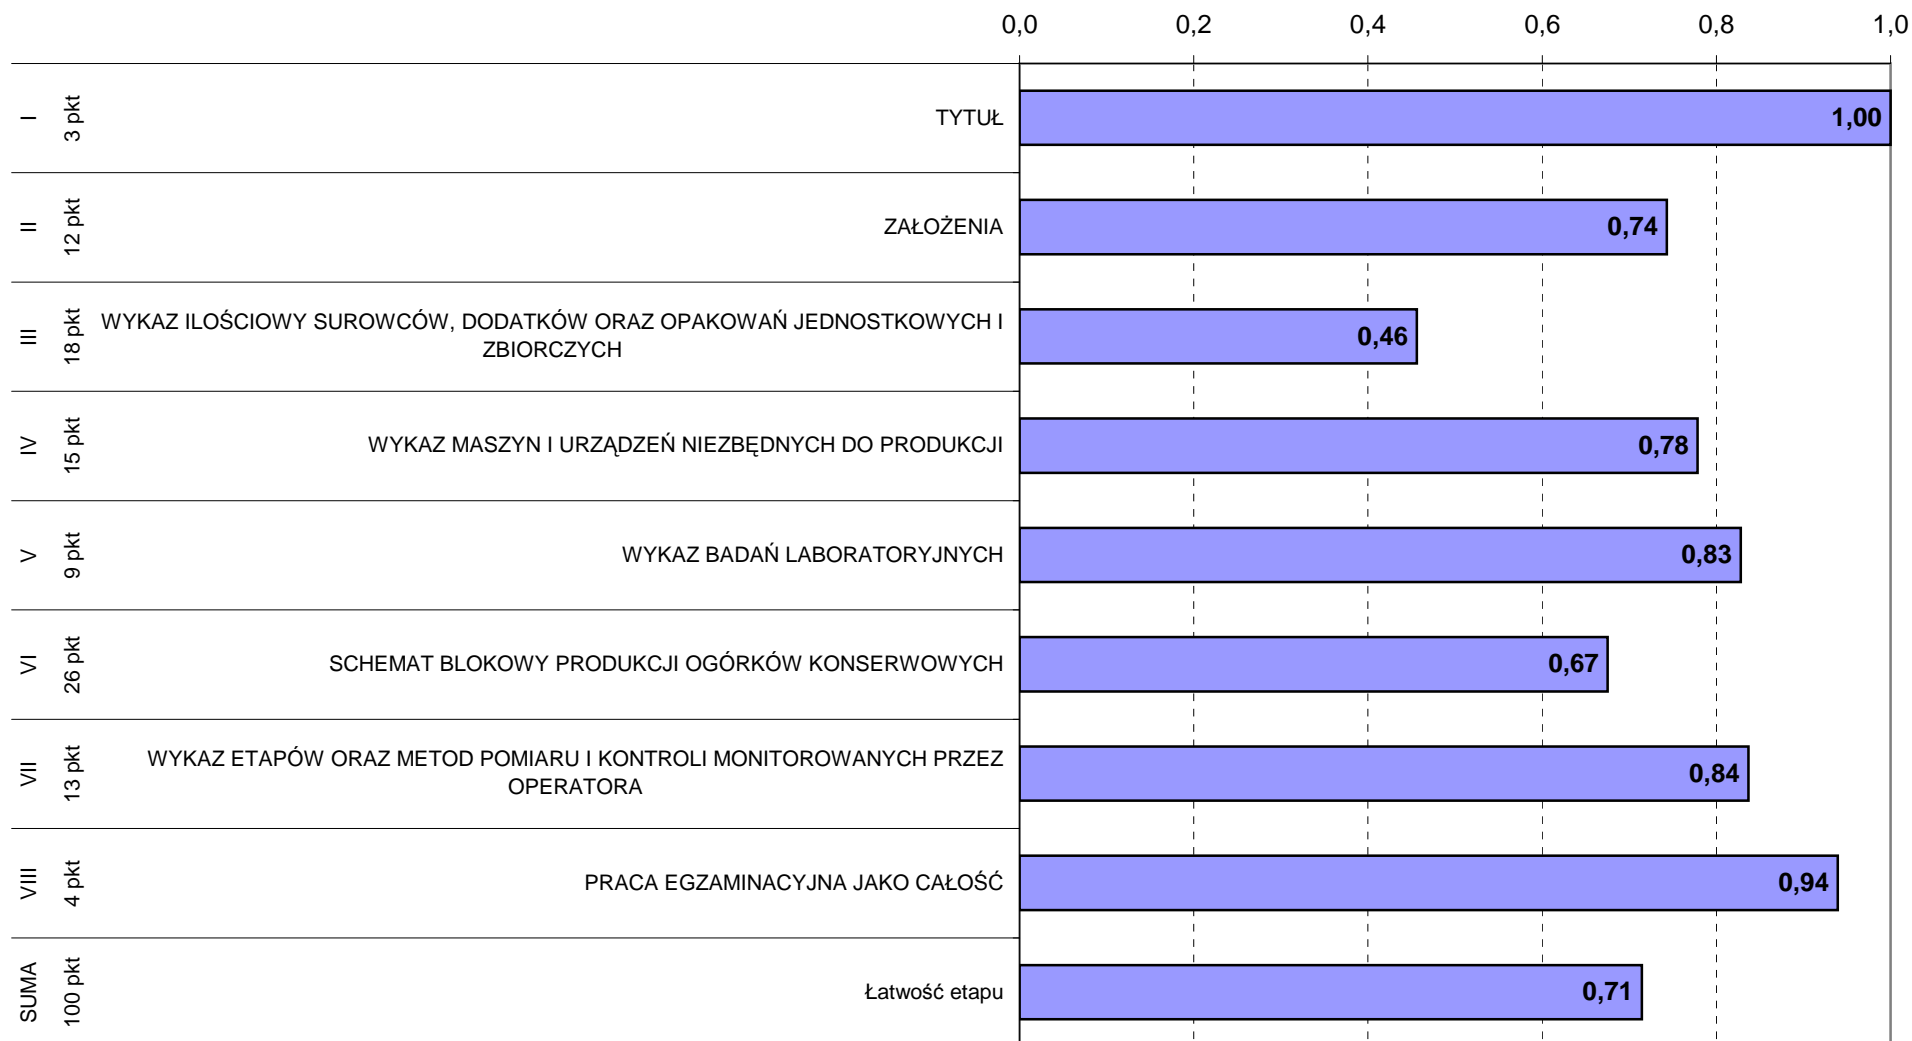 0,0 0,2 0,4 0,6 0,8 1,0
I 3 pkt TYTUŁ 1,00
II 12 pkt ZAŁOŻENIA 0,74
III 18 pkt WYKAZ ILOŚCIOWY SUROWCÓW, DODATKÓW ORAZ OPAKOWAŃ JEDNOSTKOWYCH I
ZBIORCZYCH 0,46
IV 15 pkt WYKAZ MASZYN I URZĄDZEŃ NIEZBĘDNYCH DO PRODUKCJI 0,78
V 9 pkt WYKAZ BADAŃ LABORATORYJNYCH 0,83
VI 26 pkt SCHEMAT BLOKOWY PRODUKCJI OGÓRKÓW KONSERWOWYCH 0,67
VII 13 pkt WYKAZ ETAPÓW ORAZ METOD POMIARU I KONTROLI MONITOROWANYCH PRZEZ
OPERATORA 0,84
VIII 4 pkt PRACA EGZAMINACYJNA JAKO CAŁOŚĆ 0,94
SUMA 100 pkt Łatwość etapu 0,71